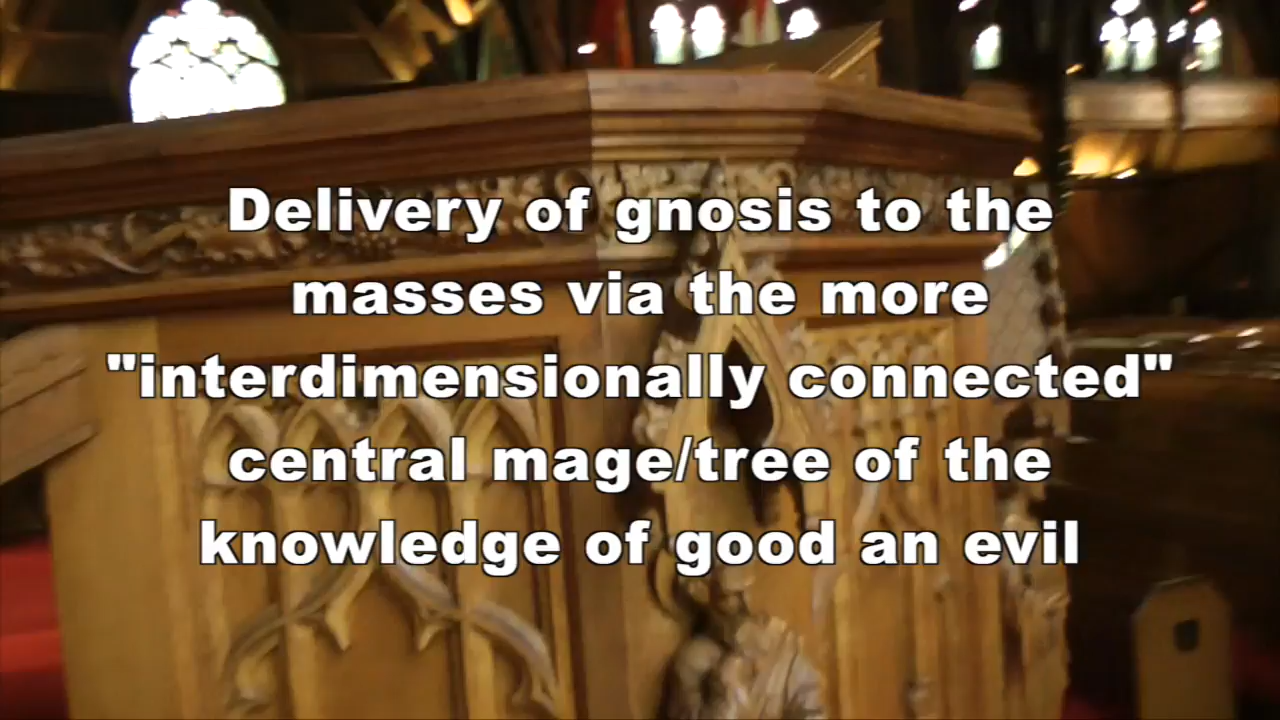 Delivery of gnosis to the
masses via the more
"interdimensionally connected"
central mage/tree of the
knowledge of good an evil